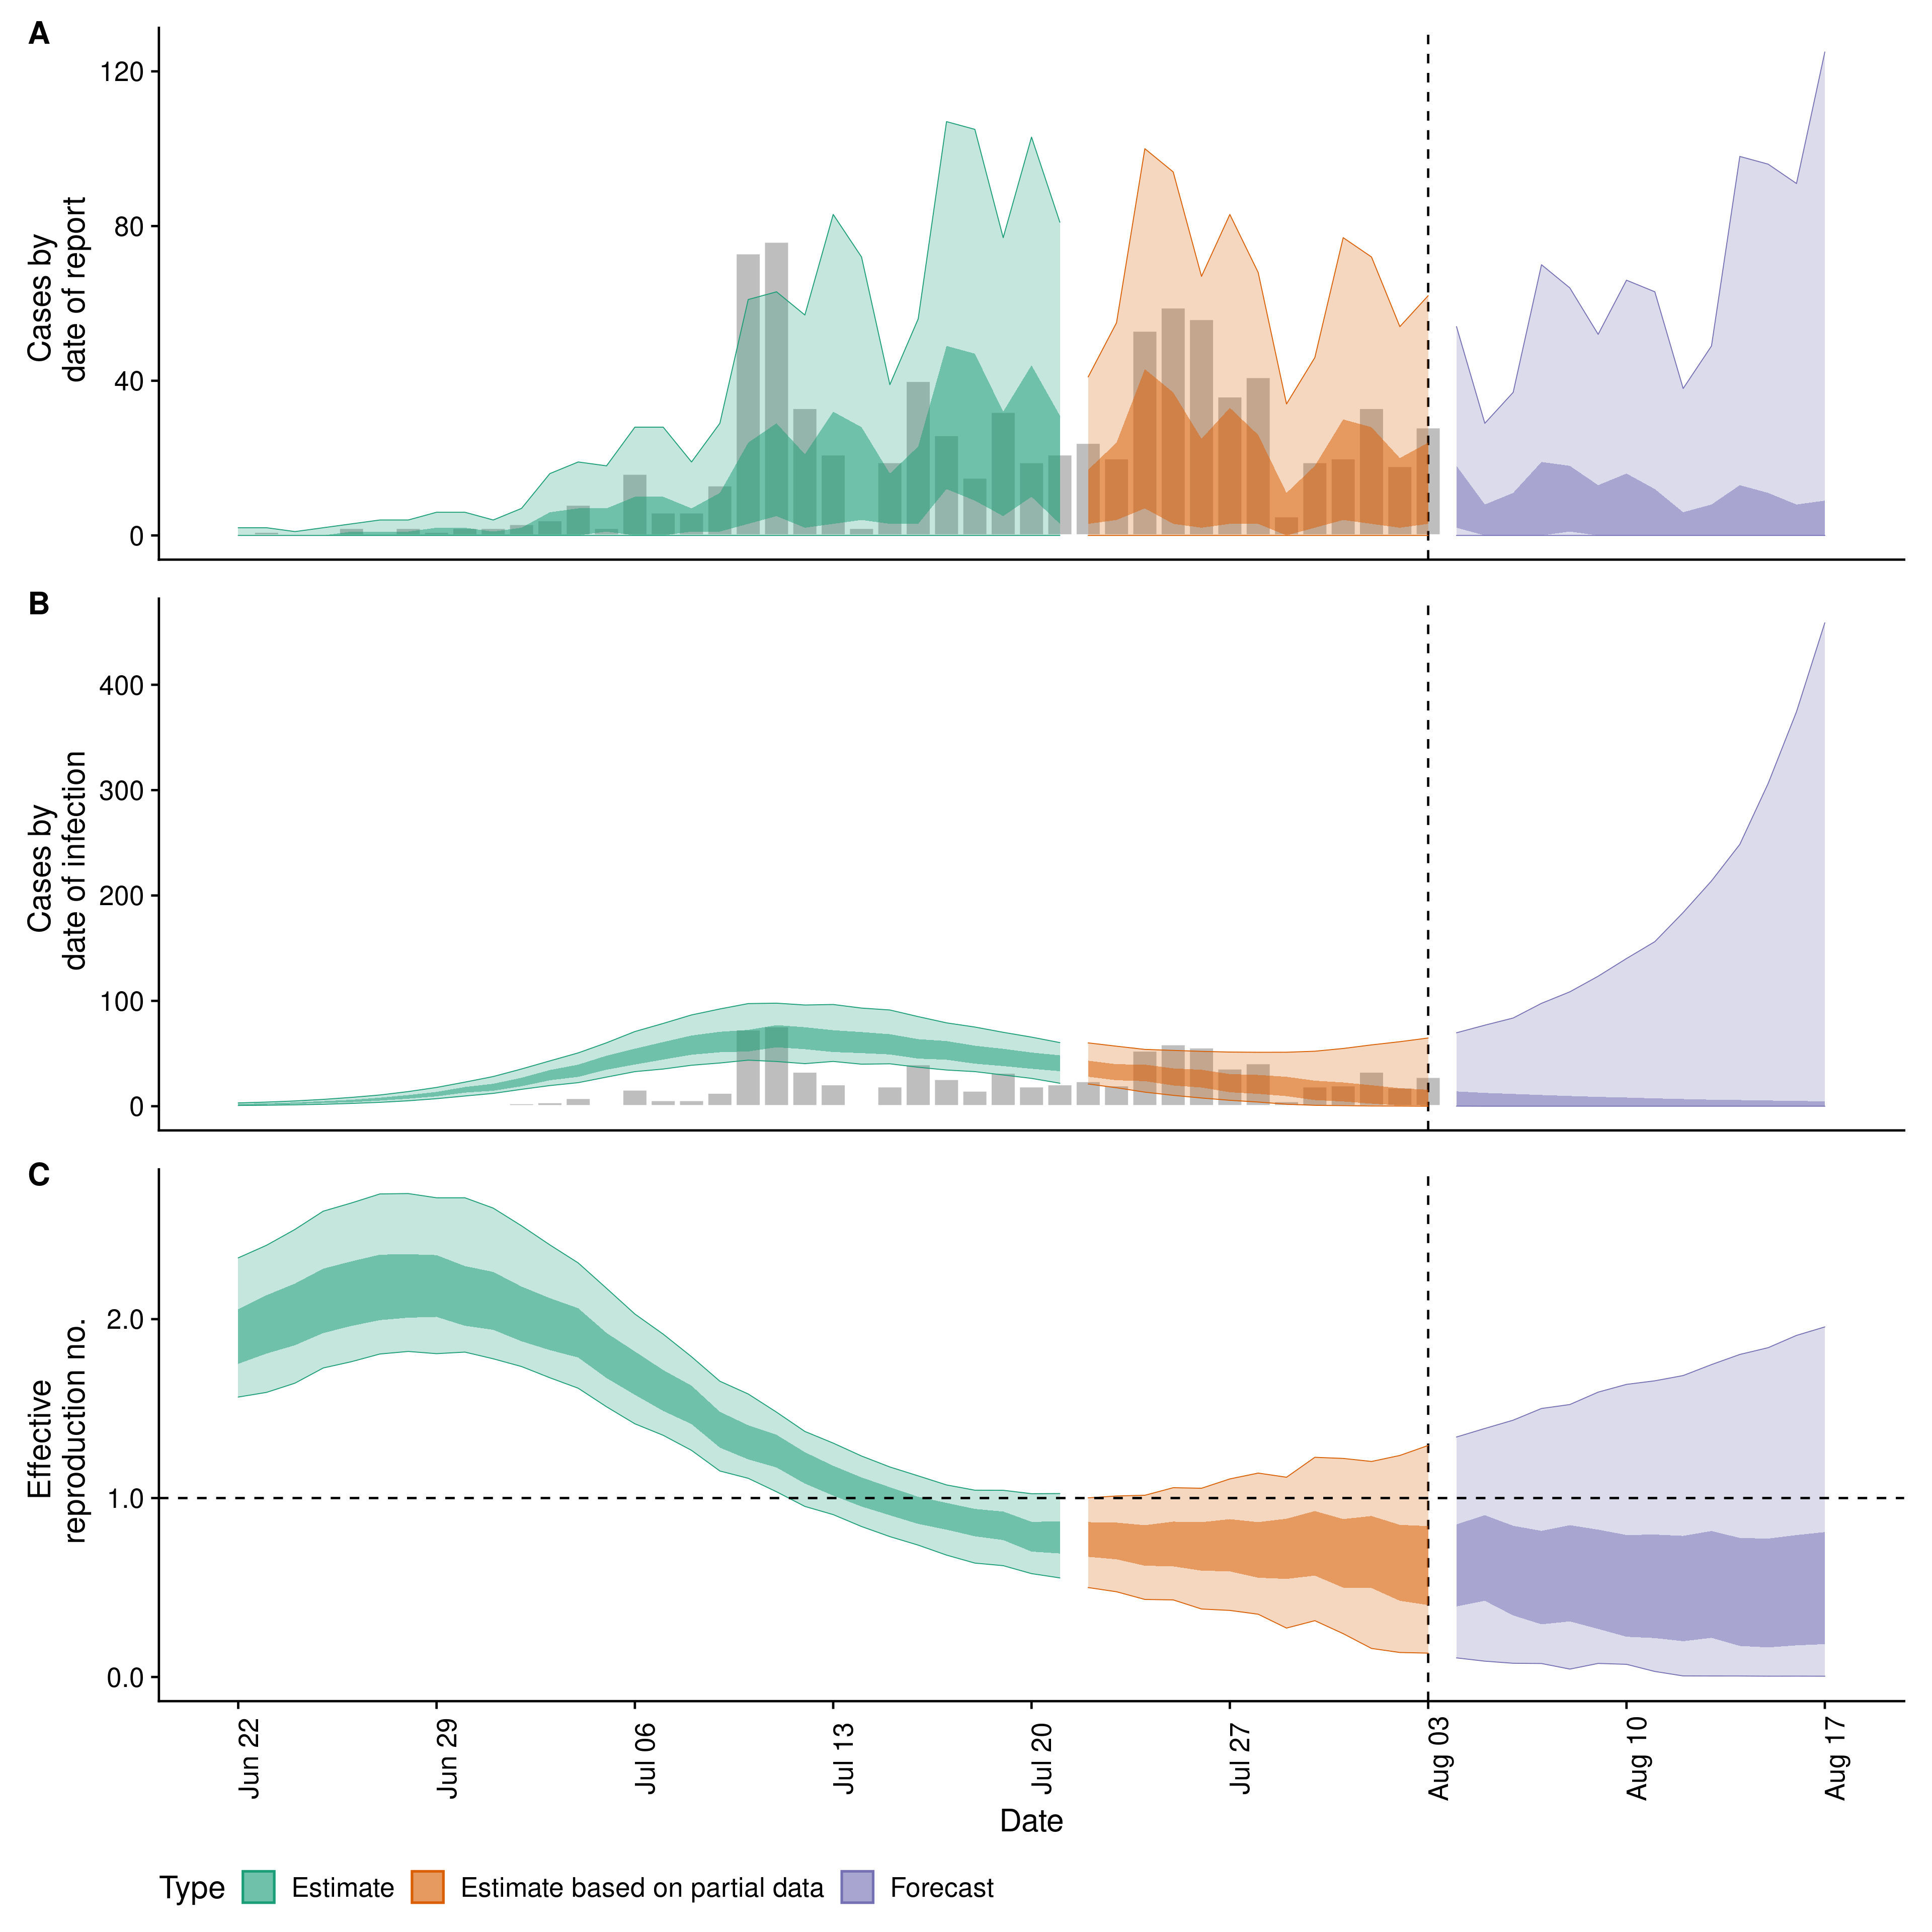 A
120
80
40
0
Cases by
date of report
B
400
300
200
100
0
Cases by
date of infection
C
2.0
1.0
0.0
Effective
reproduction no.
Jun 22
Jun 29
Jul 06
Jul 13
Jul 20
Jul 27
Aug 03
Aug 10
Aug 17
Date
Type Estimate Estimate based on partial data Forecast